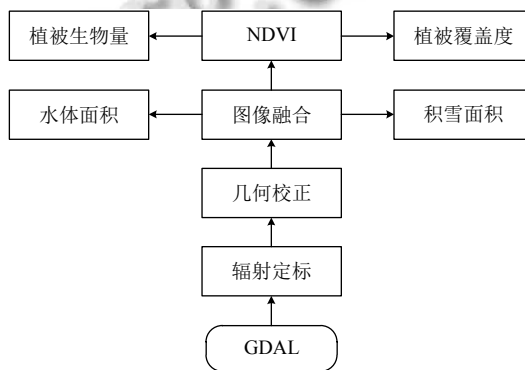 植被生物量
NDVI
植被覆盖度
水体面积
图像融合
积雪面积
几何校正
辐射定标
GDAL